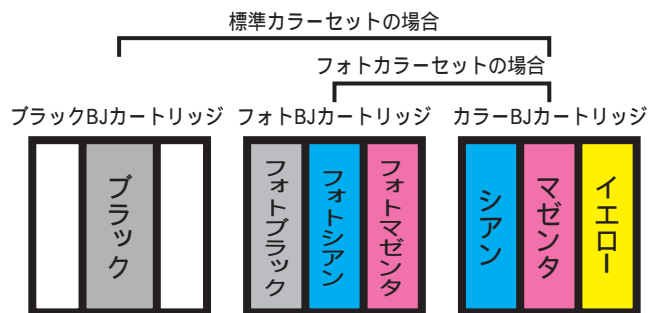 標準カラーセットの場合
フォトカラーセットの場合
ブラックBJカートリッジ
フォトBJカートリッジ
カラーBJカートリッジ
ブラック
フォトブラック
フォトシアン
フォトマゼンタ
シアン
マゼンタ
イエロー